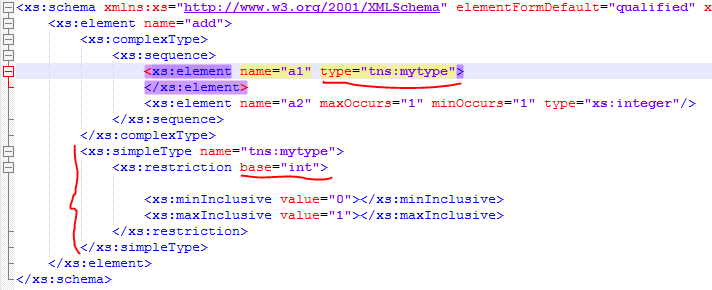 <xs:schema xmlns:xs="http://www.w3.org/2001/XMLSchema" elementFormDefault="qualified" x
<xs:element name="add">
<xs:complexType>
<xs:sequence>
<xs:element name="a1" type="tns:mytype">
</xs:element>
<xs:element name="a2" maxOccurs="1" minOccurs="1" type="xs:integer"/>
</xs:sequence>
</xs:complexType>
<xs:simpleType name="tns:mytype">
<xs:restriction base="int">
<xs:minInclusive value="0"></xs:minInclusive>
<xs:maxInclusive value="1"></xs:maxInclusive>
</xs:restriction>
</xs:simpleType>
</xs:element>
</xs:schema>